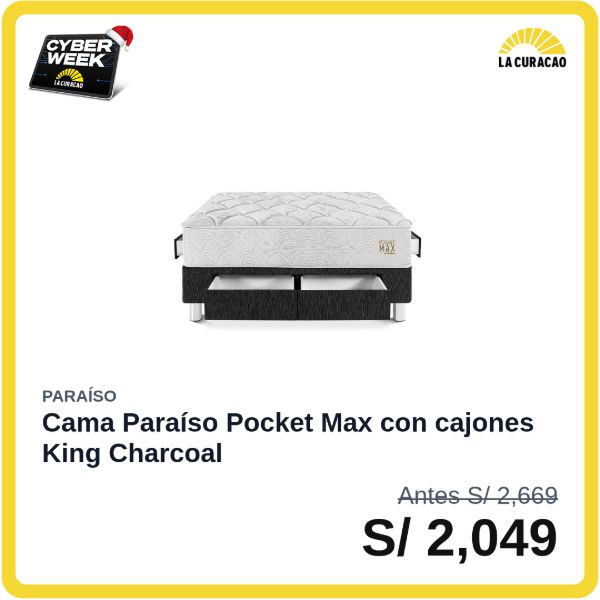 CYBER
WEEK
LA CURACAO
LA CURACAO
POCKET
MAX
PARAÍSO
Cama Paraíso Pocket Max con cajones
King Charcoal
Antes S/ 2,669
S/ 2,049